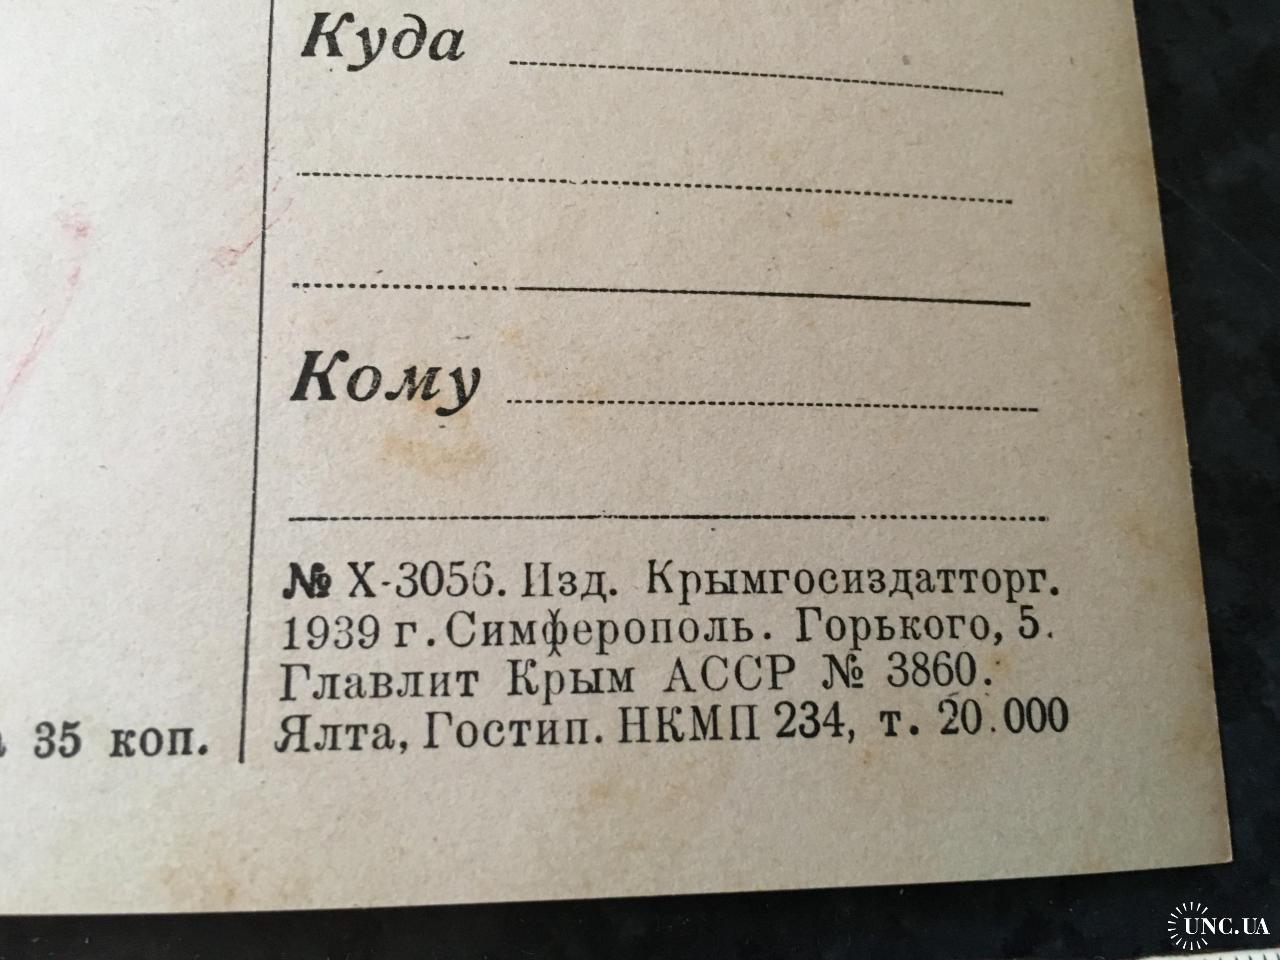 Куда
Кому
№ X-3056. Изд. Крымгосиздатторг.
1939 г. Симферополь. Горького, 5.
Главлит Крым АССР № 3860.
Ялта, Гостип. НКМП 234, т. 20.000
35 коп.
UNC.UA